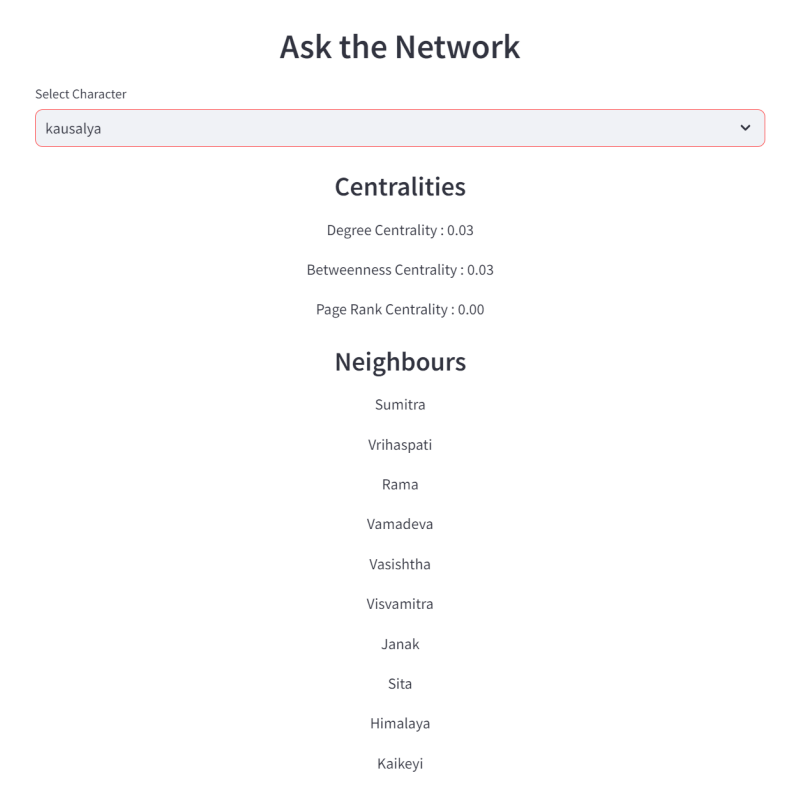 Ask the Network
Select Character
kausalya
Centralities
Degree Centrality : 0.03
Betweenness Centrality : 0.03
Page Rank Centrality : 0.00
Neighbours
Sumitra
Vrihaspati
Rama
Vamadeva
Vasishtha
Visvamitra
Janak
Sita
Himalaya
Kaikeyi